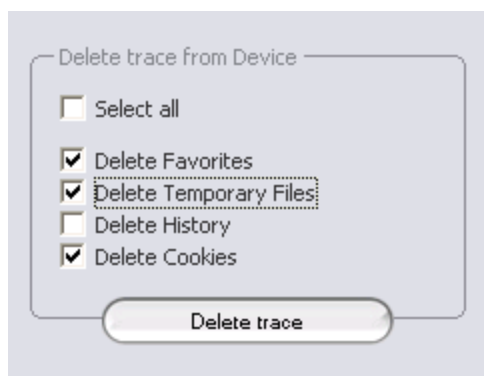 Delete trace from Device
Select all
Delete Favorites
Delete Temporary Files
Delete History
Delete Cookies
Delete trace